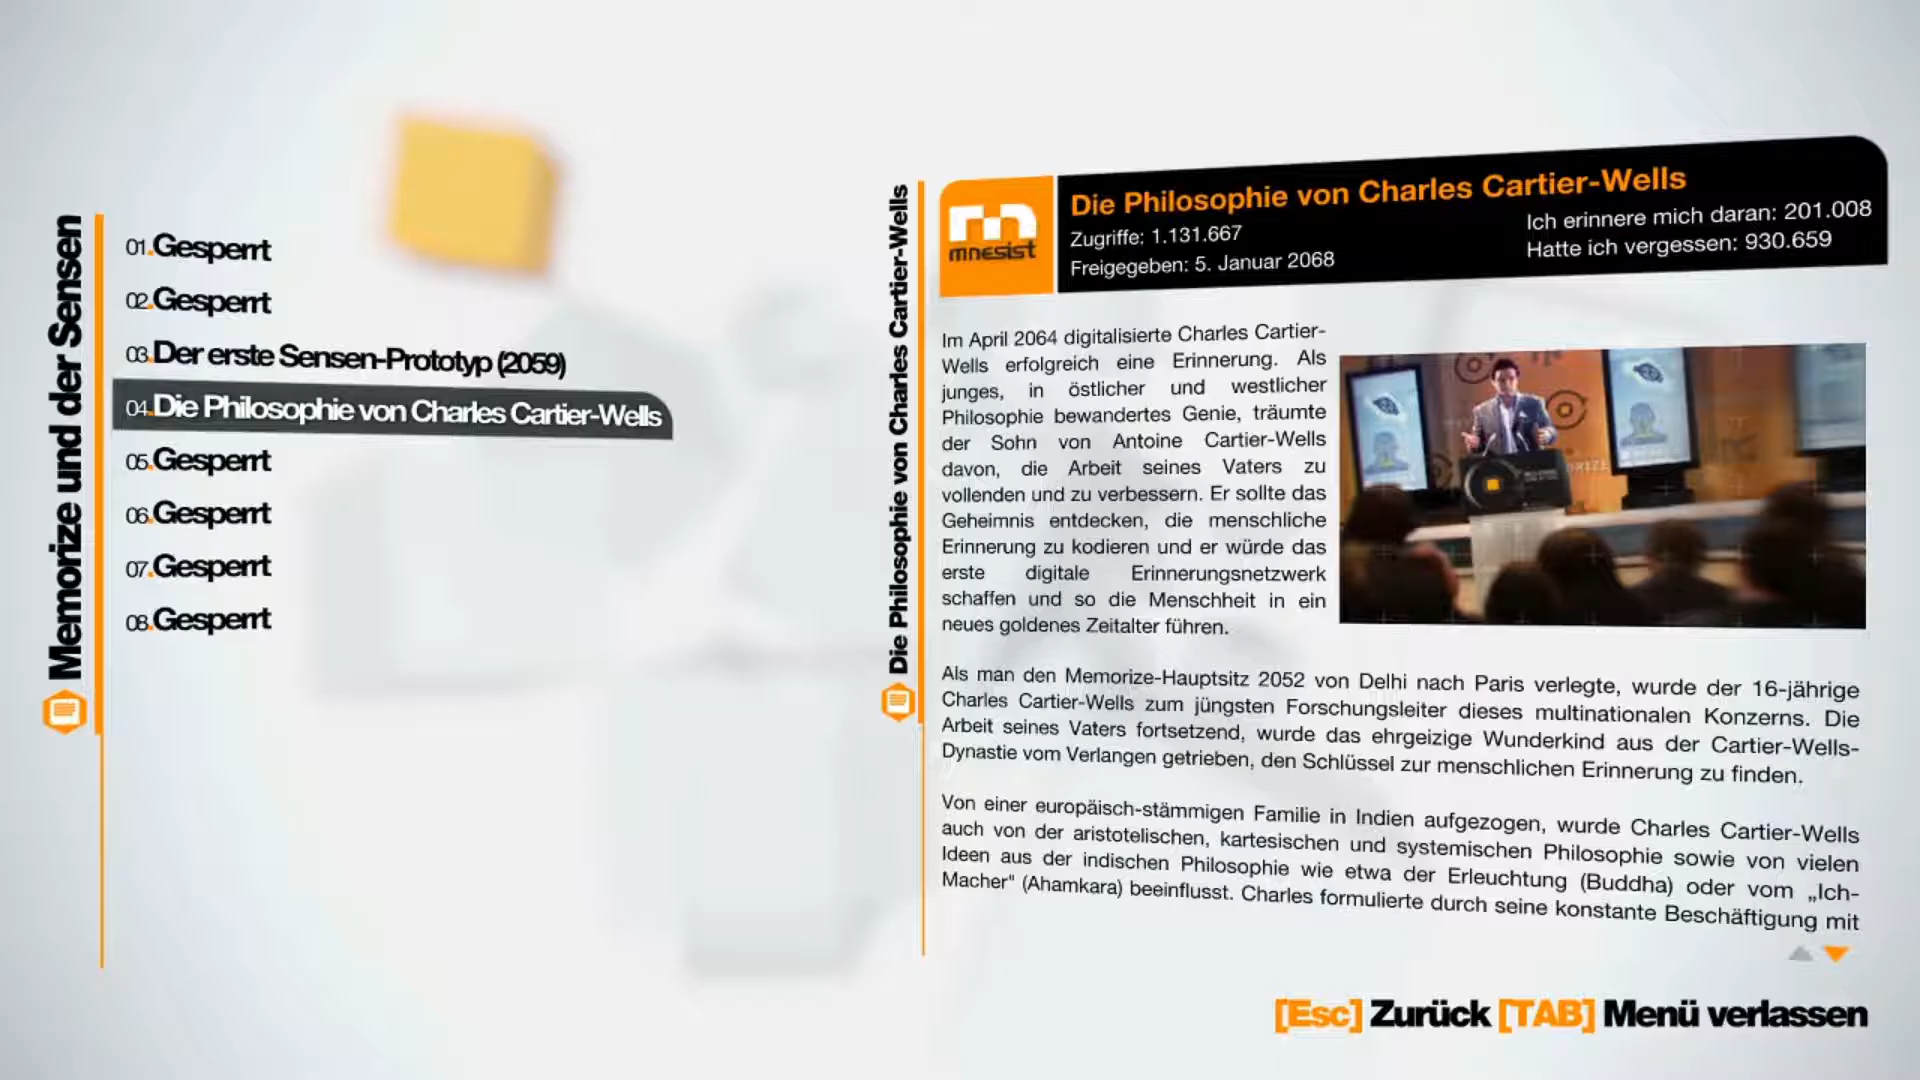 Memorize und der Sensen
01.Gesperrt
02.Gesperrt
03.Der erste Sensen-Prototyp (2059)
04.Die Philosophie von Charles Cartier-Wells
05.Gesperrt
06.Gesperrt
07.Gesperrt
08.Gesperrt
Die Philosophie von Charles Cartier-Wells
mnesist
Die Philosophie von Charles Cartier-Wells
Zugriffe: 1.131.667
Freigegeben: 5. Januar 2068
Ich erinnere mich daran: 201.008
Hatte ich vergessen: 930.659
Im April 2064 digitalisierte Charles Cartier-
Wells erfolgreich eine Erinnerung. Als
junges, in östlicher und westlicher
Philosophie bewandertes Genie, träumte
der Sohn von Antoine Cartier-Wells
davon, die Arbeit seines Vaters zu
vollenden und zu verbessern. Er sollte das
Geheimnis entdecken, die menschliche
Erinnerung zu kodieren und er würde das
erste digitale Erinnerungsnetzwerk
schaffen und so die Menschheit in ein
neues goldenes Zeitalter führen.
Als man den Memorize-Hauptsitz 2052 von Delhi nach Paris verlegte, wurde der 16-jährige
Charles Cartier-Wells zum jüngsten Forschungsleiter dieses multinationalen Konzerns. Die
Arbeit seines Vaters fortsetzend, wurde das ehrgeizige Wunderkind aus der Cartier-Wells-
Dynastie vom Verlangen getrieben, den Schlüssel zur menschlichen Erinnerung zu finden.
Von einer europäisch-stämmigen Familie in Indien aufgezogen, wurde Charles Cartier-Wells
auch von der aristotelischen, kartesischen und systemischen Philosophie sowie von vielen
Ideen aus der indischen Philosophie wie etwa der Erleuchtung (Buddha) oder vom „Ich-
Macher" (Ahamkara) beeinflusst. Charles formulierte durch seine konstante Beschäftigung mit
[Esc] Zurück [TAB] Menü verlassen